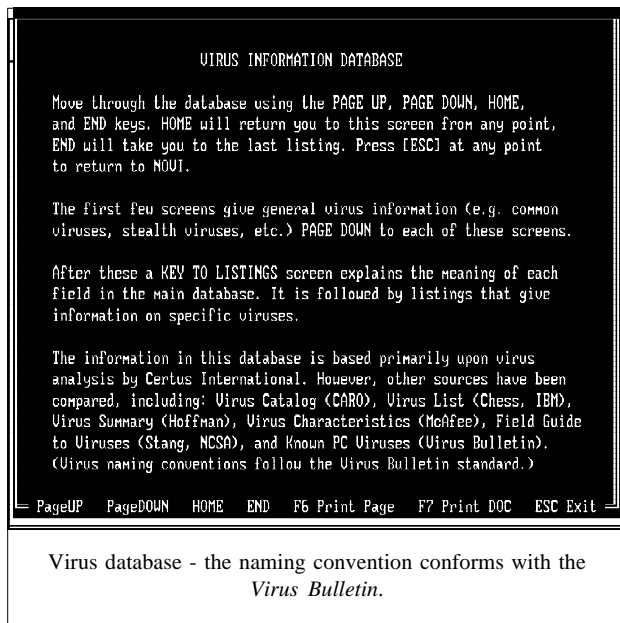 VIRUS INFORMATION DATABASE
Move through the database using the PAGE UP, PAGE DOWN, HOME,
and END keys. HOME will return you to this screen from any point,
END will take you to the last listing. Press [ESC] at any point
to return to NOVI.
The first few screens give general virus information (e.g. common
viruses, stealth viruses, etc.) PAGE DOWN to each of these screens.
After these a KEY TO LISTINGS screen explains the meaning of each
field in the main database. It is followed by listings that give
information on specific viruses.
The information in this database is based primarily upon virus
analysis by Certus International. However, other sources have been
compared, including: Virus Catalog (CARO), Virus List (Chess, IBM),
Virus Summary (Hoffman), Virus Characteristics (McAfee), Field Guide
to Viruses (Stang, NCSA), and Known PC Viruses (Virus Bulletin).
(Virus naming conventions follow the Virus Bulletin standard.)
PageUP PageDOWN HOME END F6 Print Page F7 Print DOC ESC Exit
Virus database - the naming convention conforms with the
Virus Bulletin.